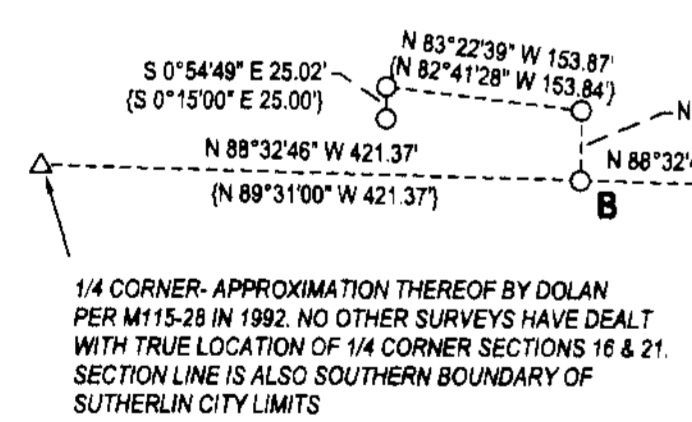 N 83°22'39" W 153.87'
(N 82°41'28" W 153.84'}
S 0°54'49" E 25.02'
{S 0°15'00" E 25.00'}
N
N 88°32'46" W 421.37'
N 88°32'4
{N 89°31'00" W 421.37'}
B
1/4 CORNER- APPROXIMATION THEREOF BY DOLAN
PER M115-28 IN 1992. NO OTHER SURVEYS HAVE DEALT
WITH TRUE LOCATION OF 1/4 CORNER SECTIONS 16 & 21.
SECTION LINE IS ALSO SOUTHERN BOUNDARY OF
SUTHERLIN CITY LIMITS